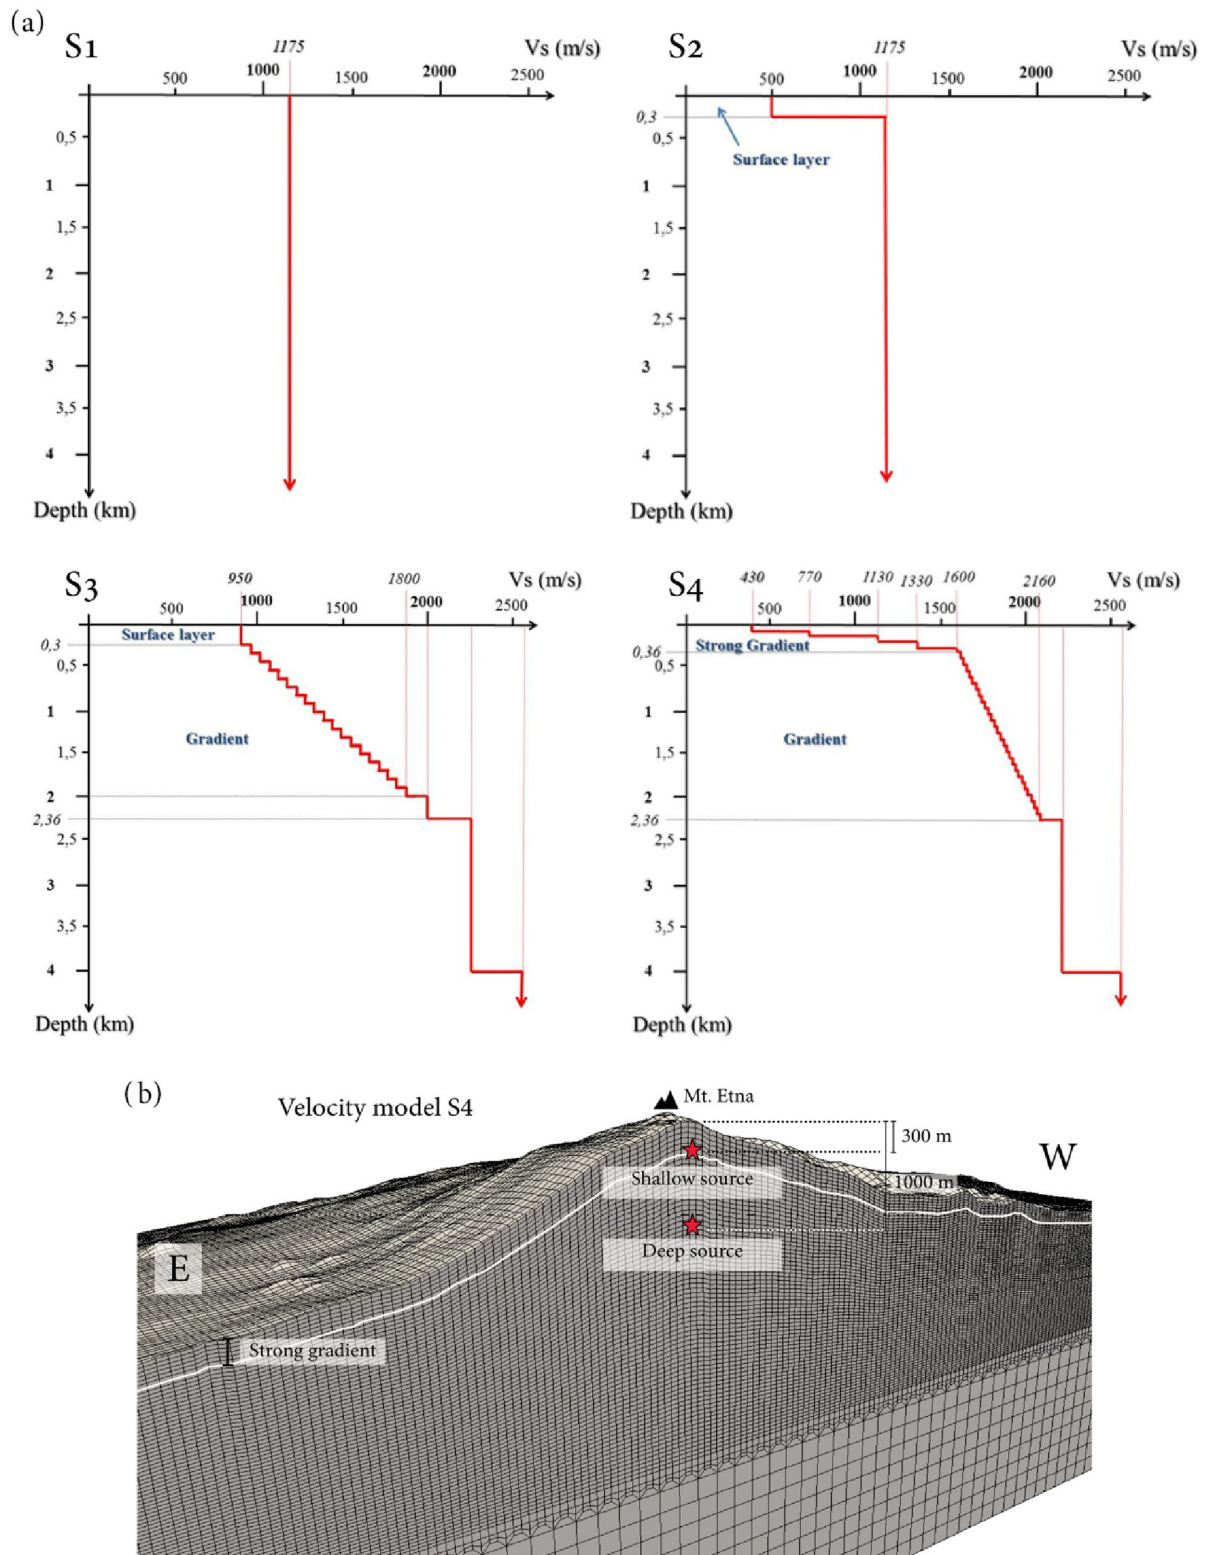 (a)
S1
1175
Vs (m/s)
500
1000
1500
2000
2500
0,5
1
1,5
2
2,5
3
3,5
4
Depth (km)
S2
1175
Vs (m/s)
500
1000
1500
2000
2500
0,3
0,5
Surface layer
1
1,5
2
2,5
3
3,5
4
Depth (km)
S3
950
1800
Vs (m/s)
500
1000
1500
2000
2500
Surface layer
0,3
0,5
1
Gradient
1,5
2
2,36
2,5
3
3,5
4
Depth (km)
S4
430
770
1130
1330
1600
2160
Vs (m/s)
500
1000
1500
2000
2500
Strong Gradient
0,36
0,5
1
Gradient
1,5
2
2,36
2,5
3
3,5
4
Depth (km)
(b)
Velocity model S4
Mt. Etna
300 m
W
1000 m
Shallow source
Deep source
E
Strong gradient